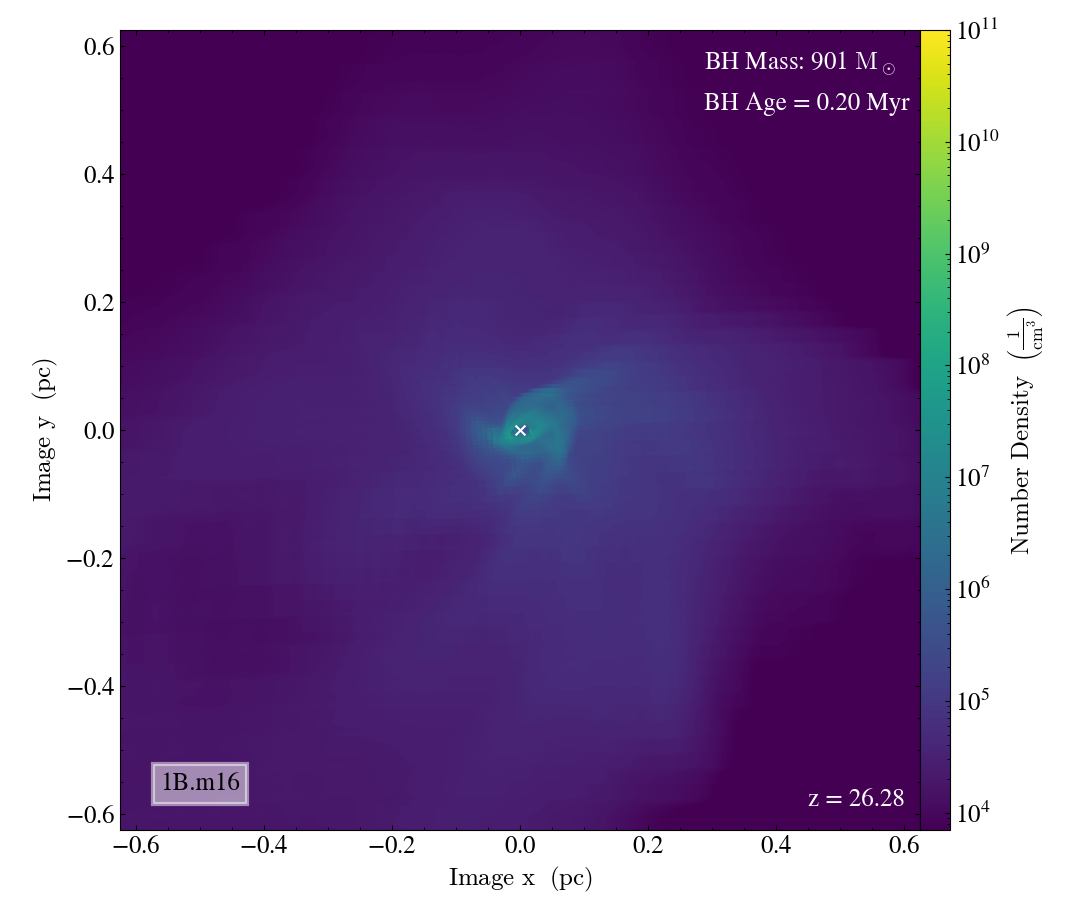 BH Mass: 901 M☉
BH Age = 0.20 Myr
1B.m16
z = 26.28
0.6
0.4
0.2
0.0
−0.2
−0.4
−0.6
Image y (pc)
−0.6 −0.4 −0.2 0.0 0.2 0.4 0.6
Image x (pc)
10¹¹
10¹⁰
10⁹
10⁸
10⁷
10⁶
10⁵
10⁴
Number Density (1/cm³)